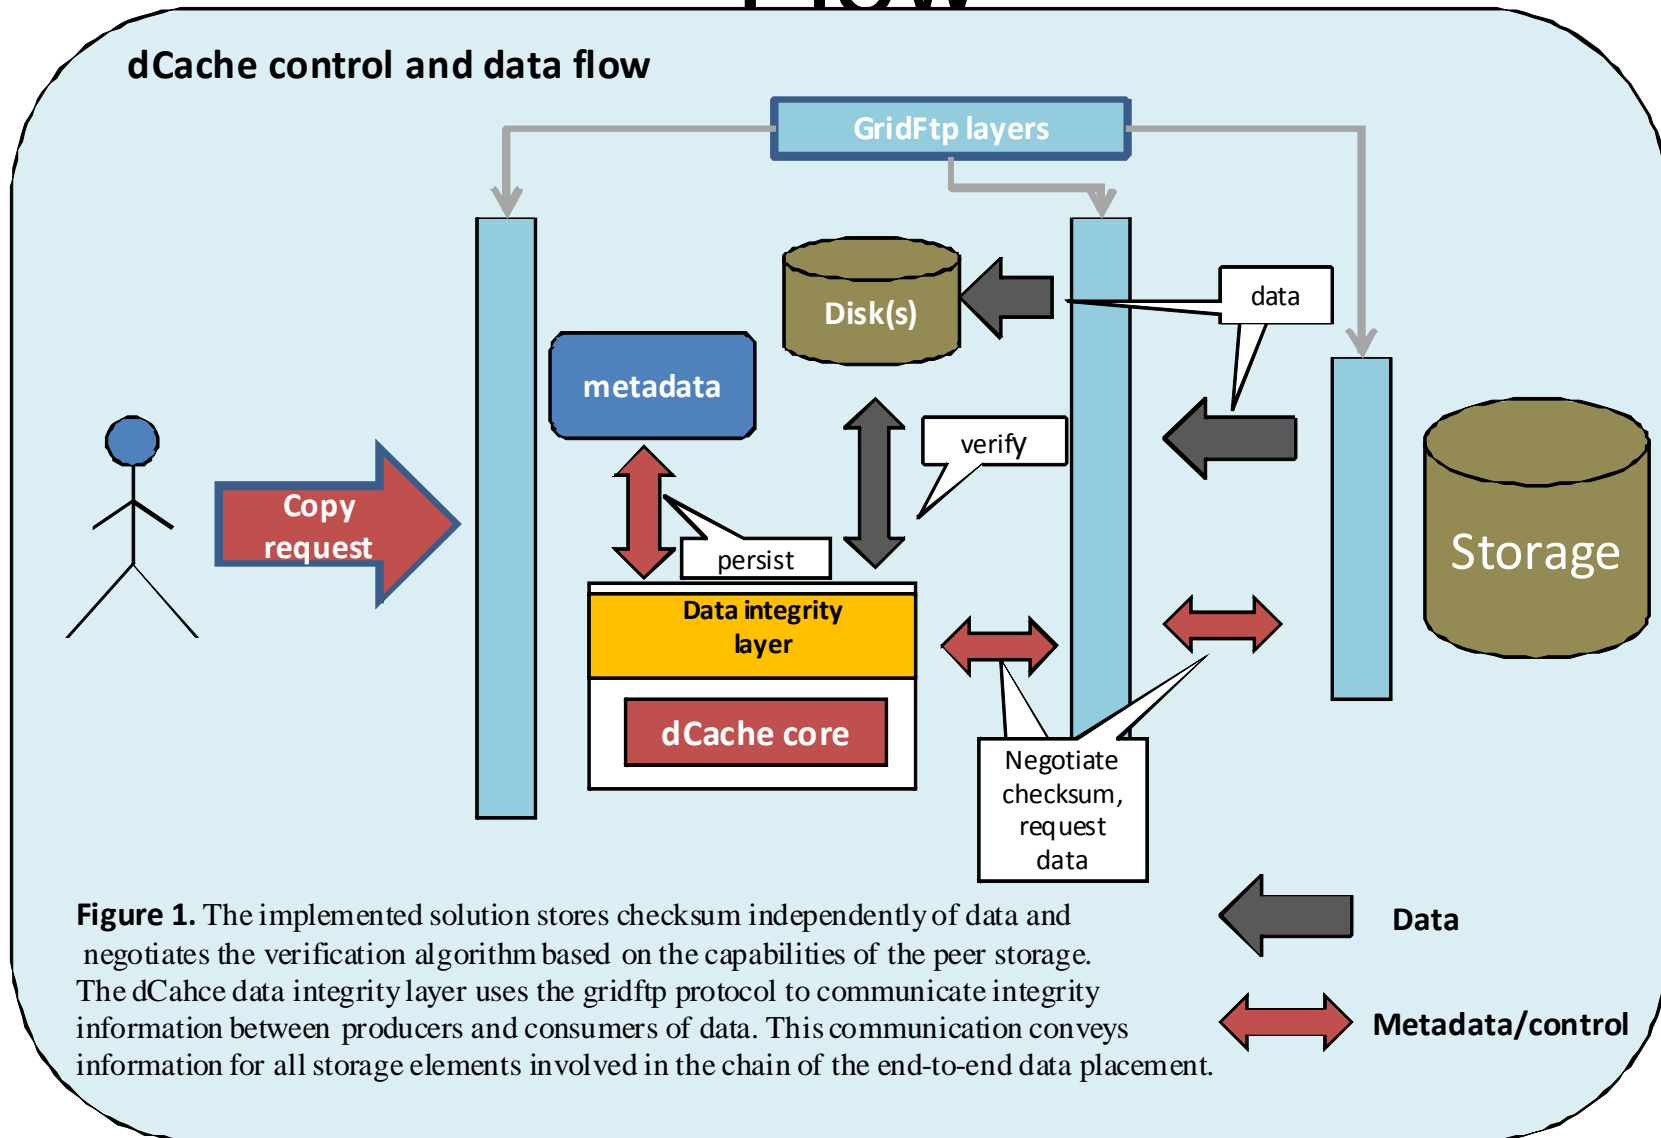 Flow
dCache control and data flow
GridFtp layers
data
Disk(s)
metadata
verify
Copy
request
persist
Storage
Data integrity
layer
dCache core
Negotiate
checksum,
request
data
Data
Metadata/control
Figure 1. The implemented solution stores checksum independently of data and
negotiates the verification algorithm based on the capabilities of the peer storage.
The dCahce data integrity layer uses the gridftp protocol to communicate integrity
information between producers and consumers of data. This communication conveys
information for all storage elements involved in the chain of the end-to-end data placement.